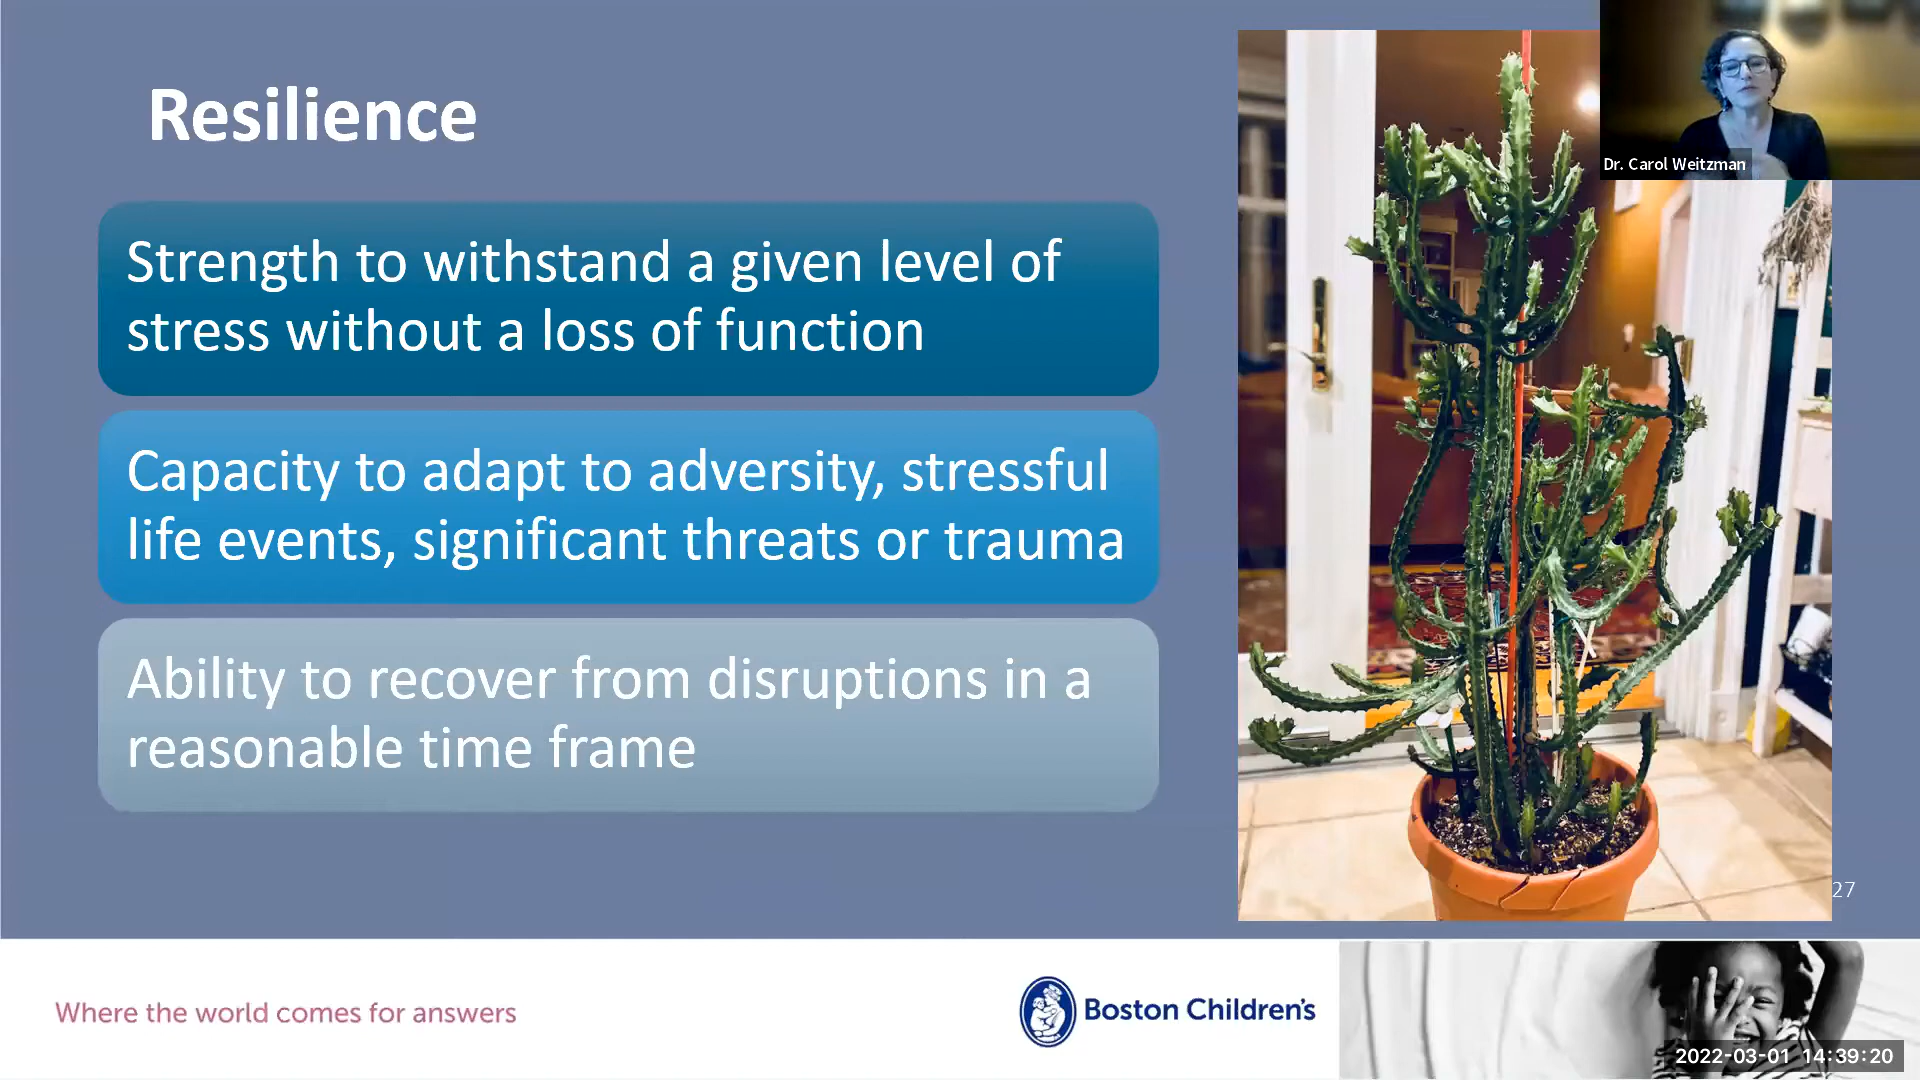 Resilience
Dr. Carol Weitzman
Strength to withstand a given level of
stress without a loss of function
Capacity to adapt to adversity, stressful
life events, significant threats or trauma
Ability to recover from disruptions in a
reasonable time frame
27
Where the world comes for answers
Boston Children's
2022-03-01 14:39:20